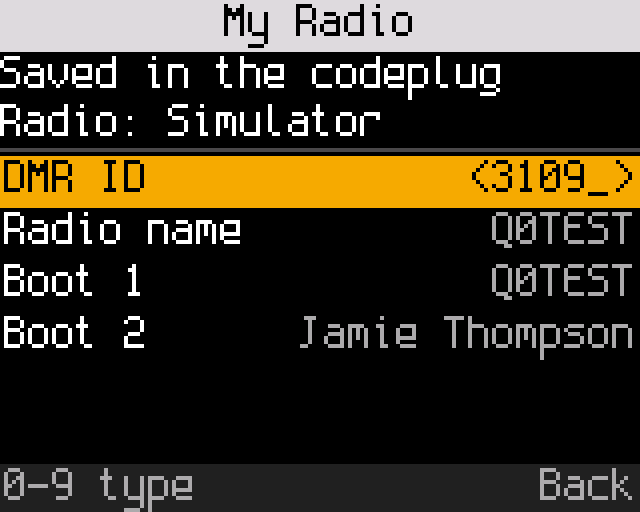 My Radio
Saved in the codeplug
Radio: Simulator
DMR ID <3109_>
Radio name Q0TEST
Boot 1 Q0TEST
Boot 2 Jamie Thompson
0-9 type Back